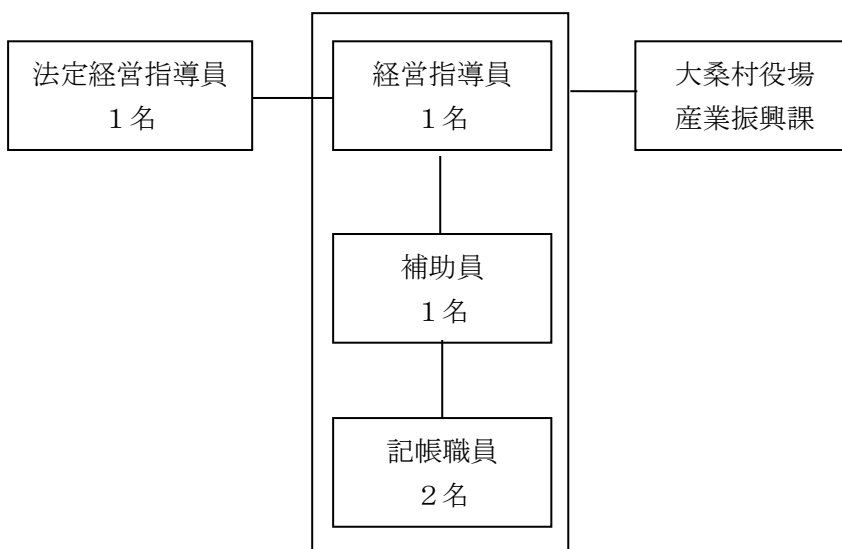 法定経営指導員
１名
経営指導員
１名
大桑村役場
産業振興課
補助員
１名
記帳職員
２名